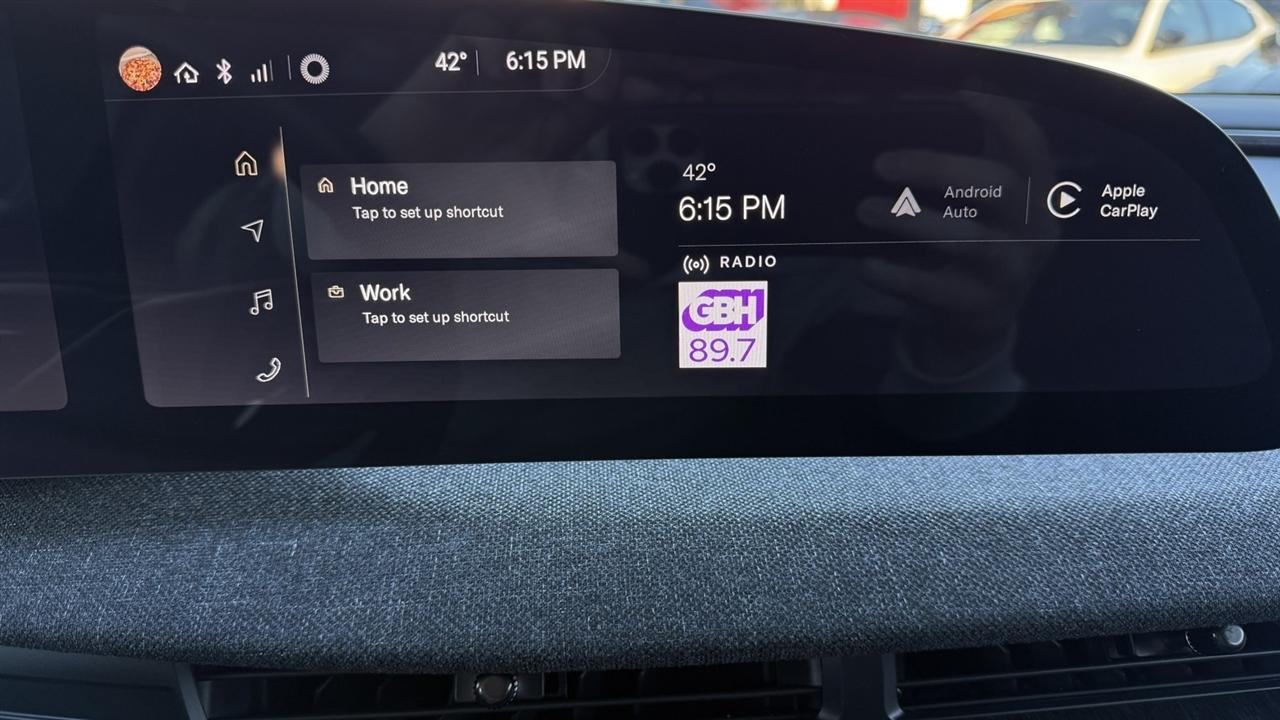 42° 6:15 PM
Home
Tap to set up shortcut
Work
Tap to set up shortcut
42°
6:15 PM
Android
Auto
Apple
CarPlay
RADIO
GBH
89.7